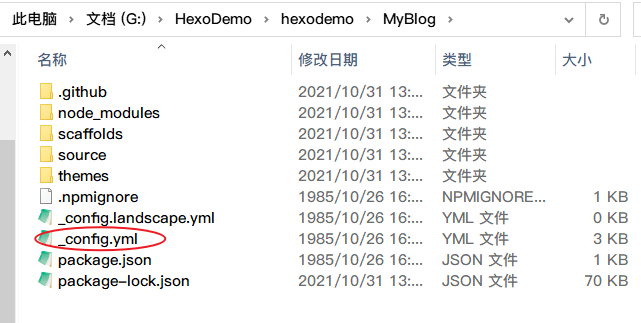 此电脑 › 文档 (G:) › HexoDemo › hexodemo › MyBlog ›
名称 修改日期 类型 大小
.github 2021/10/31 13:... 文件夹
node_modules 2021/10/31 13:... 文件夹
scaffolds 2021/10/31 13:... 文件夹
source 2021/10/31 13:... 文件夹
themes 2021/10/31 13:... 文件夹
.npmignore 1985/10/26 16:... NPMIGNORE... 1 KB
_config.landscape.yml 1985/10/26 16:... YML 文件 0 KB
_config.yml 1985/10/26 16:... YML 文件 3 KB
package.json 1985/10/26 16:... JSON 文件 1 KB
package-lock.json 2021/10/31 13:... JSON 文件 70 KB